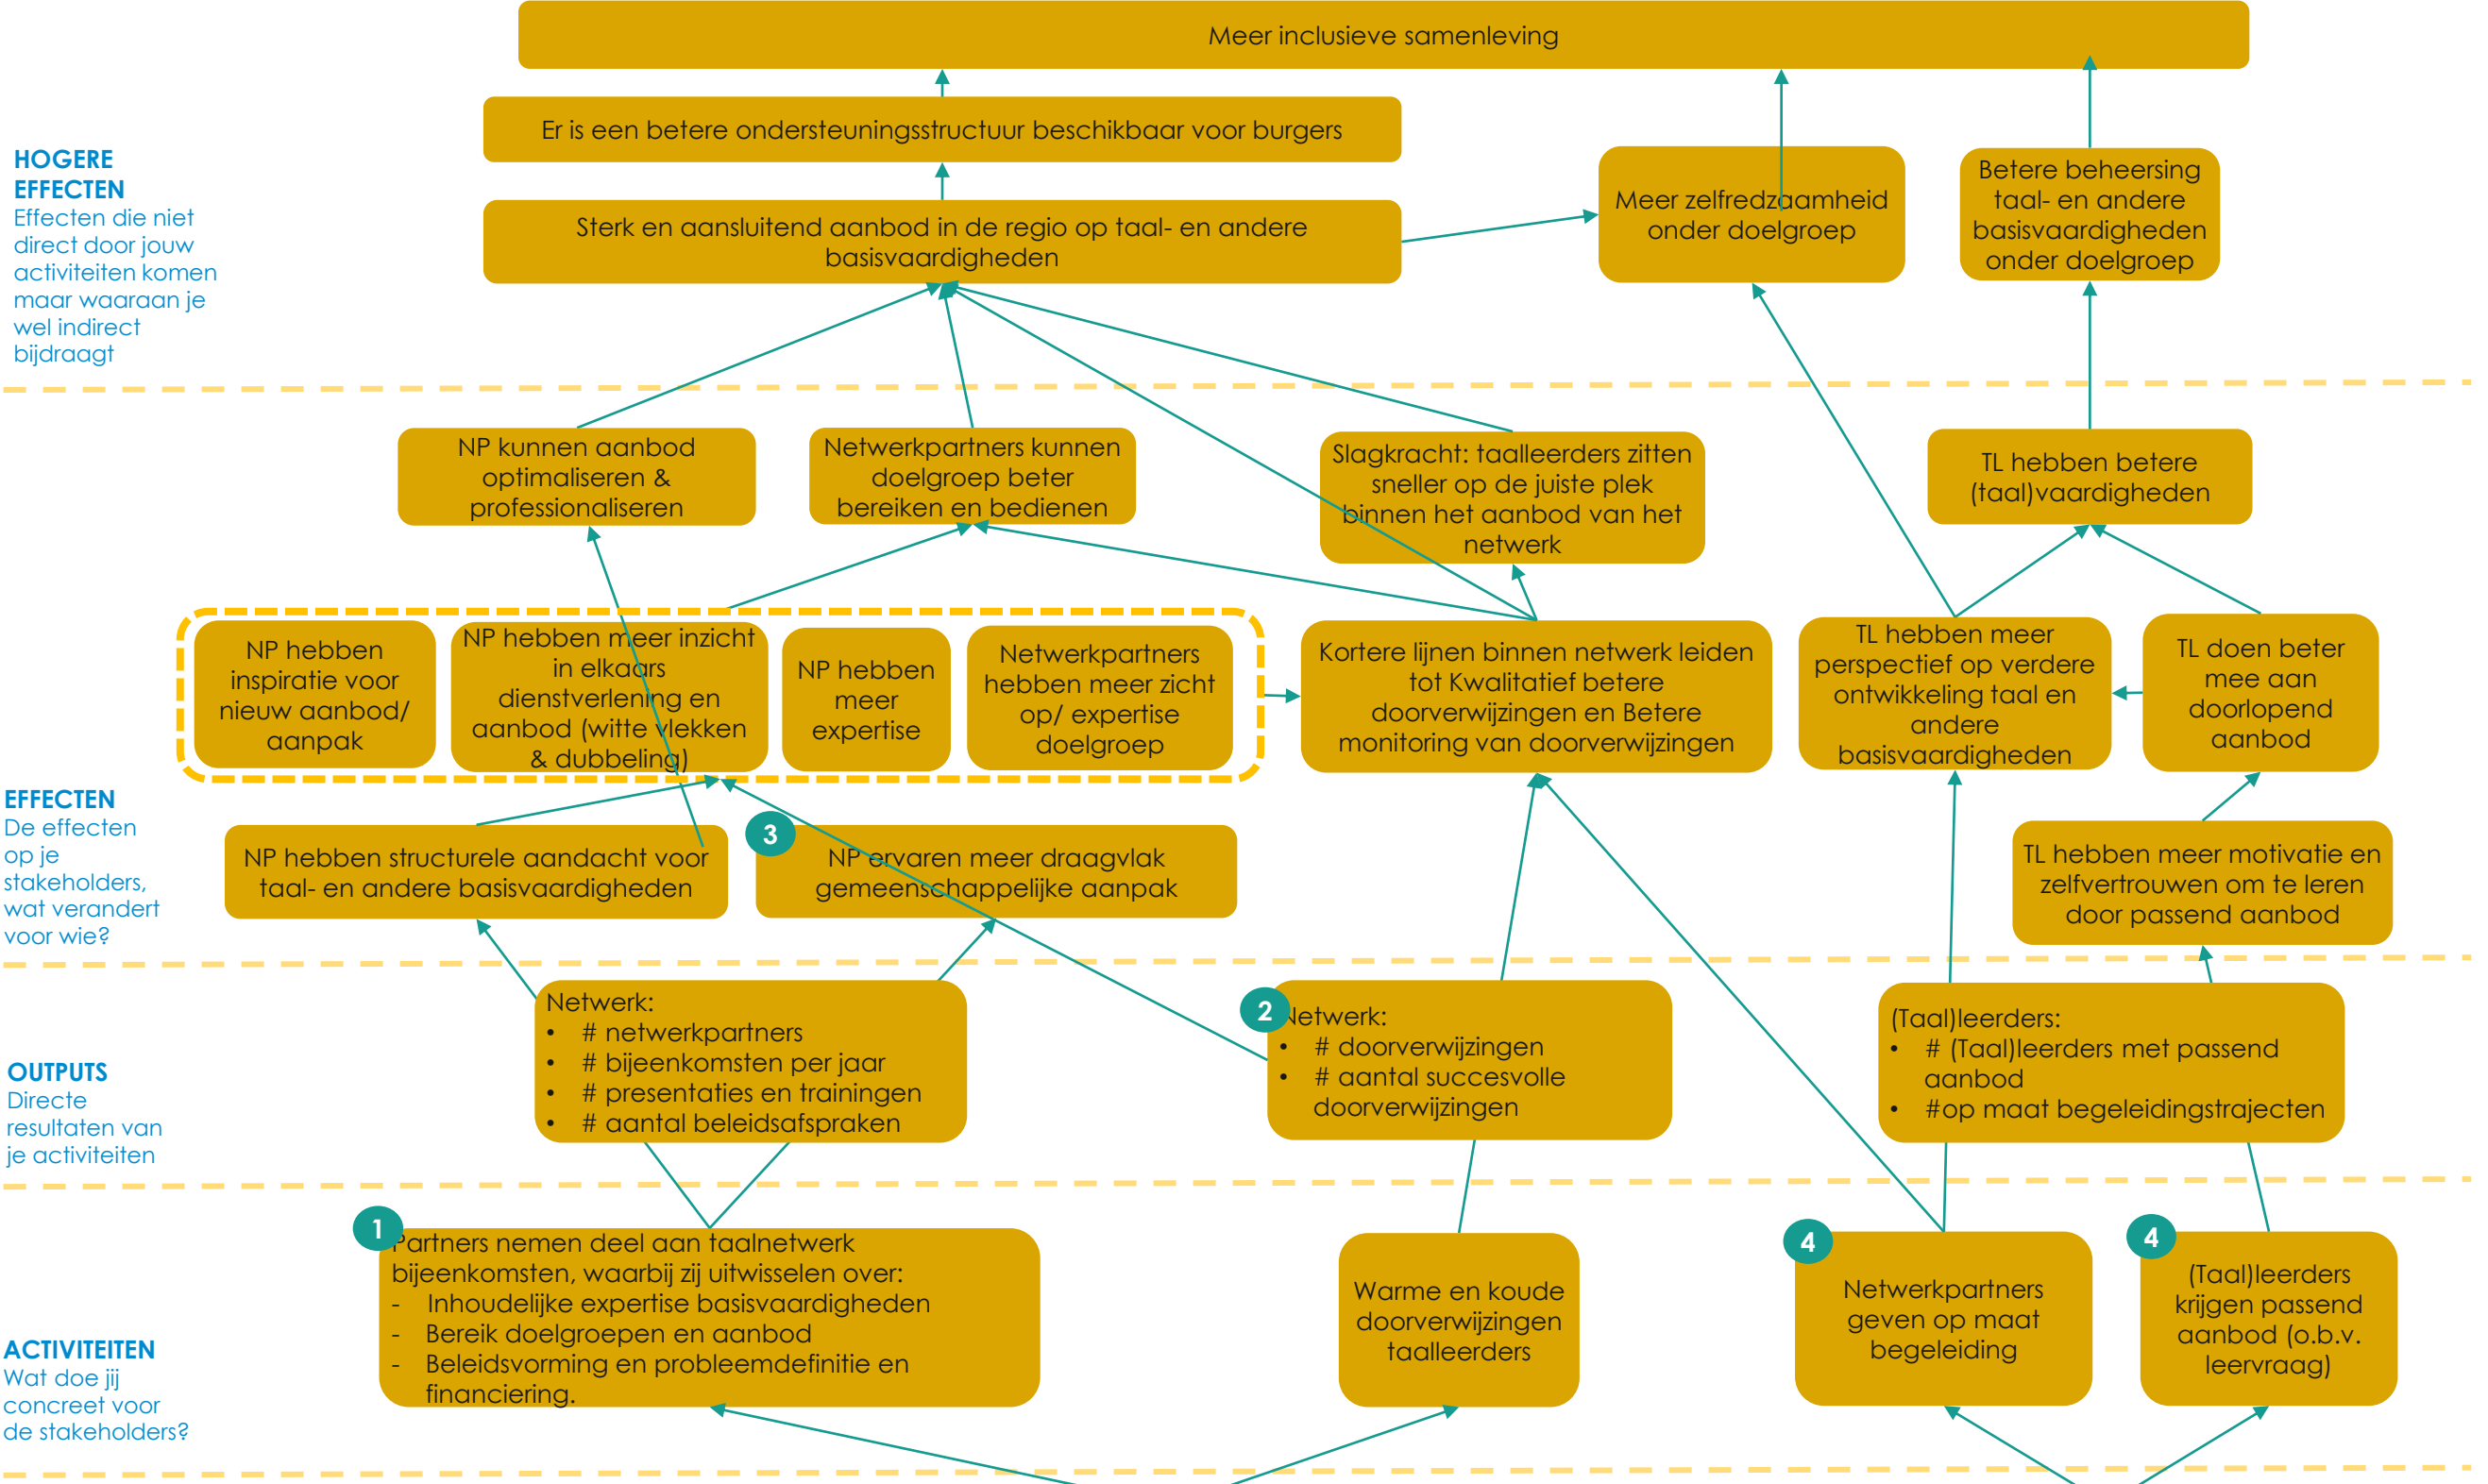 Meer inclusieve samenleving
Er is een betere ondersteuningsstructuur beschikbaar voor burgers
HOGERE
EFFECTEN
Effecten die niet
direct door jouw
activiteiten komen
maar waaraan je
wel indirect
bijdraagt
Sterk en aansluitend aanbod in de regio op taal- en andere
basisvaardigheden
Meer zelfredzaamheid
onder doelgroep
Betere beheersing
taal- en andere
basisvaardigheden
onder doelgroep
NP kunnen aanbod
optimaliseren &
professionaliseren
Netwerkpartners kunnen
doelgroep beter
bereiken en bedienen
Slagkracht: taalleerders zitten
sneller op de juiste plek
binnen het aanbod van het
netwerk
TL hebben betere
(taal)vaardigheden
NP hebben
inspiratie voor
nieuw aanbod/
aanpak
NP hebben meer inzicht
in elkaars
dienstverlening en
aanbod (witte vlekken
& dubbeling)
NP hebben
meer
expertise
Netwerkpartners
hebben meer zicht
op/ expertise
doelgroep
Kortere lijnen binnen netwerk leiden
tot Kwalitatief betere
doorverwijzingen en Betere
monitoring van doorverwijzingen
TL hebben meer
perspectief op verdere
ontwikkeling taal en
andere
basisvaardigheden
TL doen beter
mee aan
doorlopend
aanbod
EFFECTEN
De effecten
op je
stakeholders,
wat verandert
voor wie?
NP hebben structurele aandacht voor
taal- en andere basisvaardigheden
3
NP ervaren meer draagvlak
gemeenschappelijke aanpak
TL hebben meer motivatie en
zelfvertrouwen om te leren
door passend aanbod
OUTPUTS
Directe
resultaten van
je activiteiten
Netwerk:
• # netwerkpartners
• # bijeenkomsten per jaar
• # presentaties en trainingen
• # aantal beleidsafspraken
2
Netwerk:
• # doorverwijzingen
• # aantal succesvolle
doorverwijzingen
(Taal)leerders:
• # (Taal)leerders met passend
aanbod
• #op maat begeleidingstrajecten
ACTIVITEITEN
Wat doe jij
concreet voor
de stakeholders?
1
Partners nemen deel aan taalnetwerk
bijeenkomsten, waarbij zij uitwisselen over:
- Inhoudelijke expertise basisvaardigheden
- Bereik doelgroepen en aanbod
- Beleidsvorming en probleemdefinitie en
financiering.
Warme en koude
doorverwijzingen
taalleerders
4
Netwerkpartners
geven op maat
begeleiding
4
(Taal)leerders
krijgen passend
aanbod (o.b.v.
leervraag)